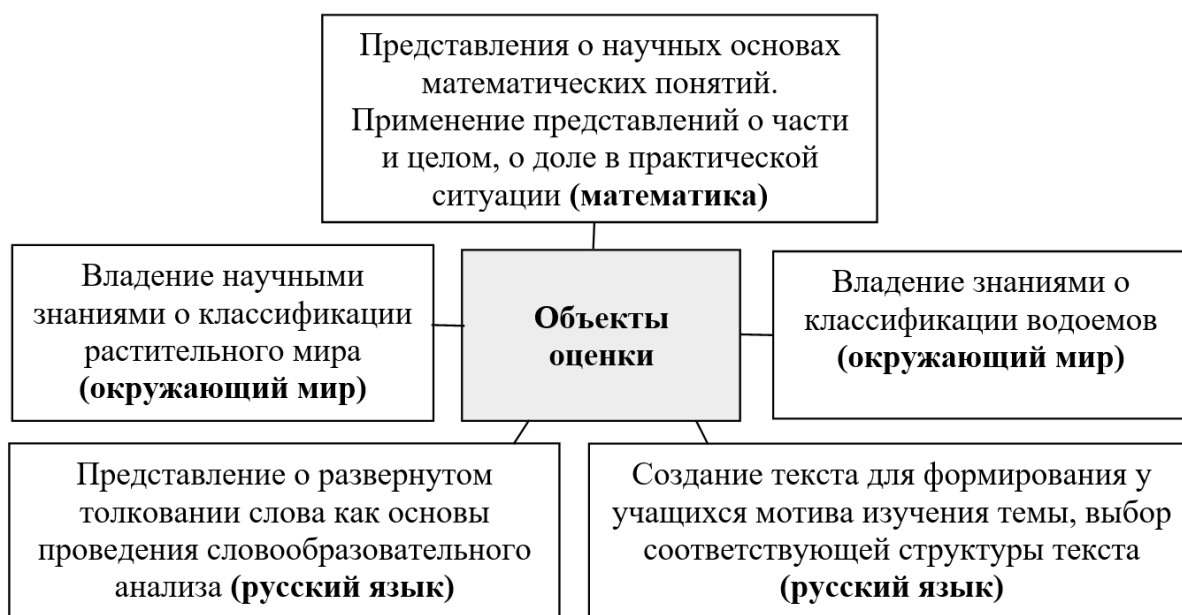 Представления о научных основах
математических понятий.
Применение представлений о части
и целом, о доле в практической
ситуации (математика)
Владение научными
знаниями о классификации
растительного мира
(окружающий мир)
Объекты
оценки
Владение знаниями о
классификации водоемов
(окружающий мир)
Представление о развернутом
толковании слова как основы
проведения словообразовательного
анализа (русский язык)
Создание текста для формирования у
учащихся мотива изучения темы, выбор
соответствующей структуры текста
(русский язык)